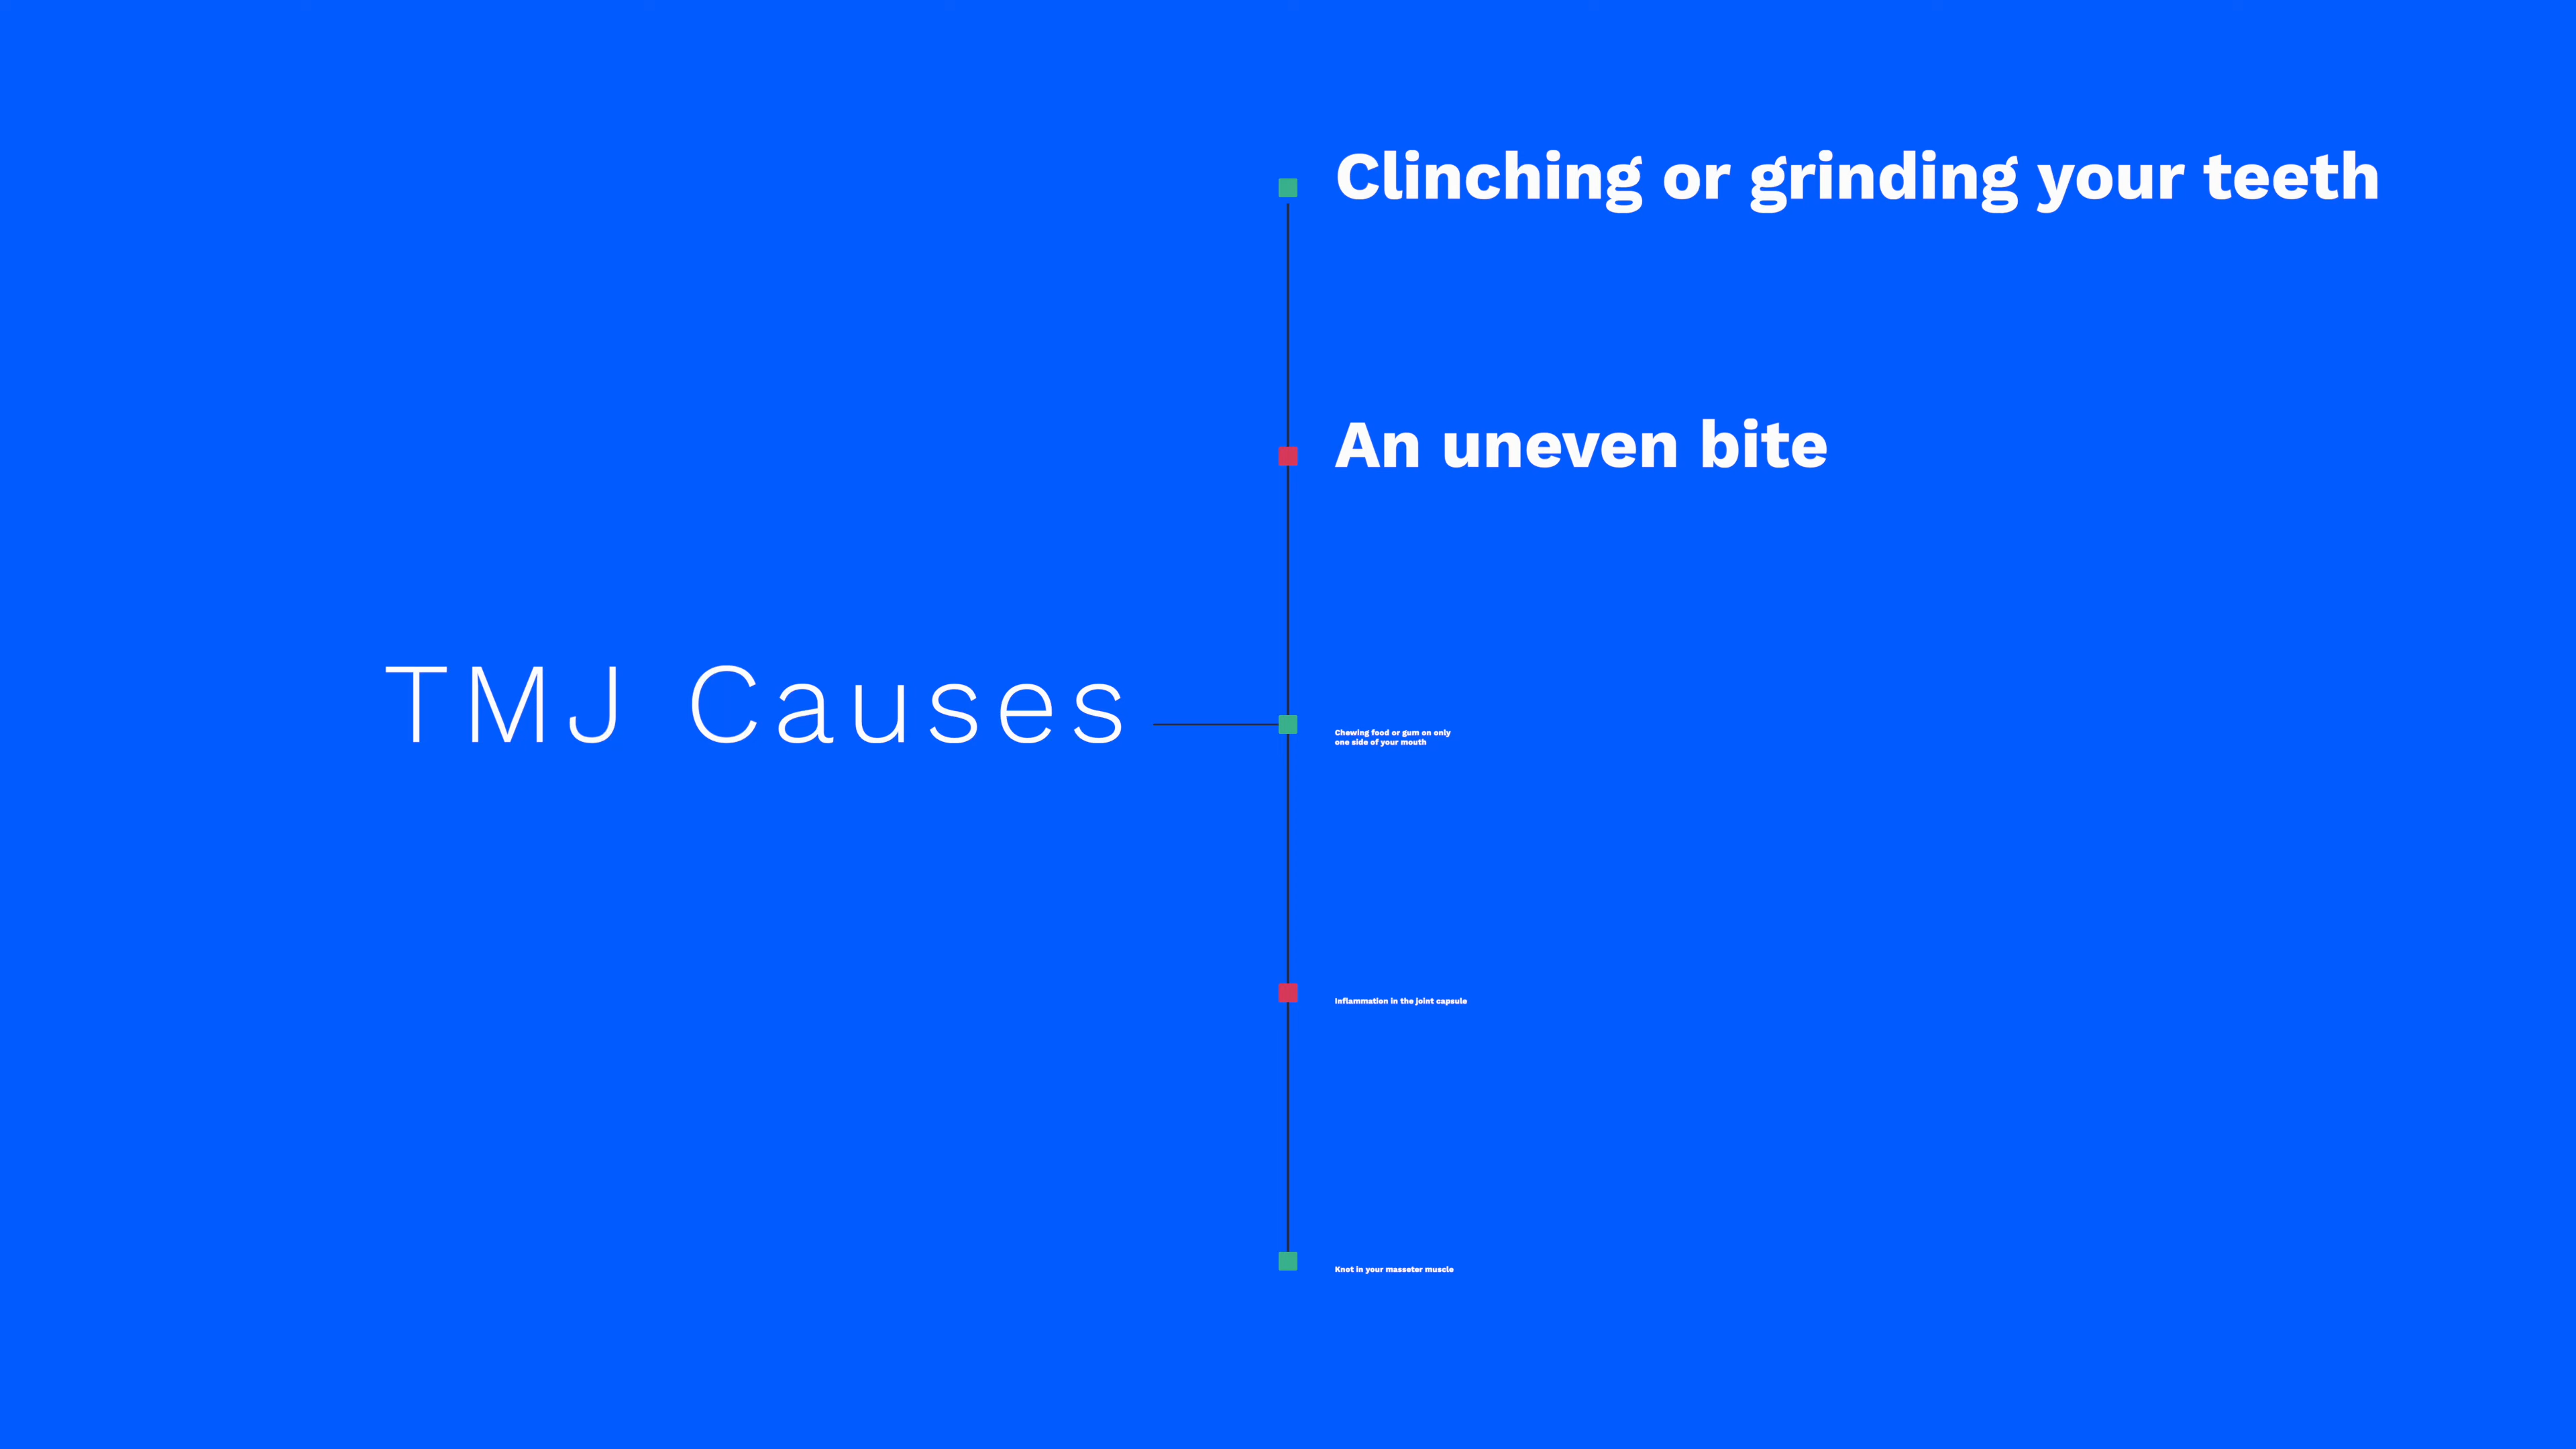 Clinching or grinding your teeth
An uneven bite
TMJ Causes
Chewing food or gum on only
one side of your mouth
Inflammation in the joint capsule
Knot in your masseter muscle